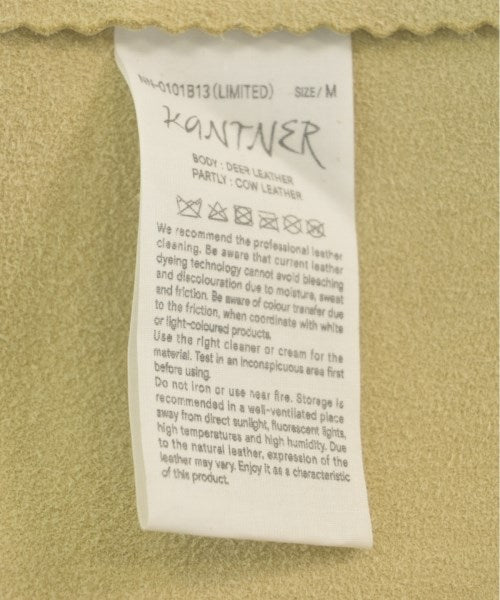 NN-0101B13(LIMITED) SIZE/ M
KANTNER
BODY : DEER LEATHER
PARTLY : COW LEATHER
We recommend the professional leather
cleaning. Be aware that current leather
dyeing technology cannot avoid bleaching
and discolouration due to moisture, sweat
and friction. Be aware of colour transfer due
to the friction, when coordinate with white
or light-coloured products.
Use the right cleaner or cream for the
material. Test in an inconspicuous area first
before using.
Do not iron or use near fire. Storage is
recommended in a well-ventilated place
away from direct sunlight, fluorescent lights,
high temperatures and high humidity. Due
to the natural leather, expression of the
leather may vary. Enjoy it as a characteristic
of this product.